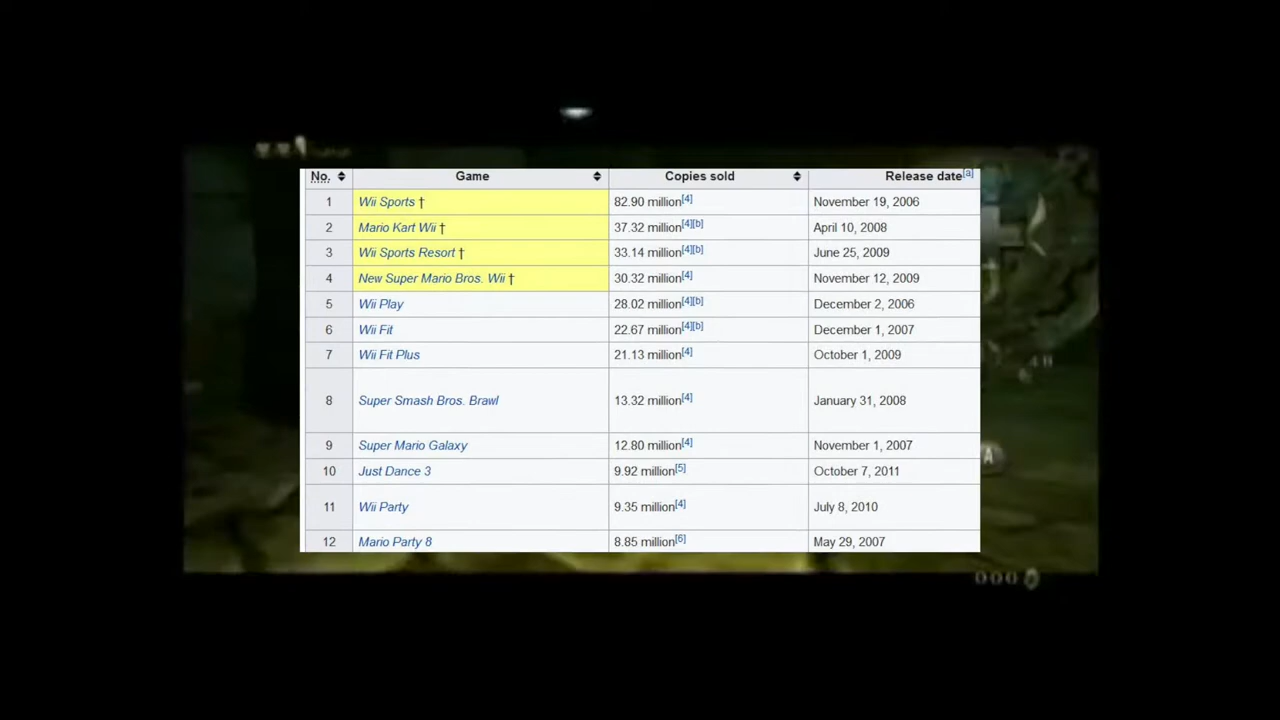 No. Game Copies sold Release date[a]
1 Wii Sports † 82.90 million[4] November 19, 2006
2 Mario Kart Wii † 37.32 million[4][b] April 10, 2008
3 Wii Sports Resort † 33.14 million[4][b] June 25, 2009
4 New Super Mario Bros. Wii † 30.32 million[4] November 12, 2009
5 Wii Play 28.02 million[4][b] December 2, 2006
6 Wii Fit 22.67 million[4][b] December 1, 2007
7 Wii Fit Plus 21.13 million[4] October 1, 2009
8 Super Smash Bros. Brawl 13.32 million[4] January 31, 2008
9 Super Mario Galaxy 12.80 million[4] November 1, 2007
A
10 Just Dance 3 9.92 million[5] October 7, 2011
11 Wii Party 9.35 million[4] July 8, 2010
12 Mario Party 8 8.85 million[6] May 29, 2007
000